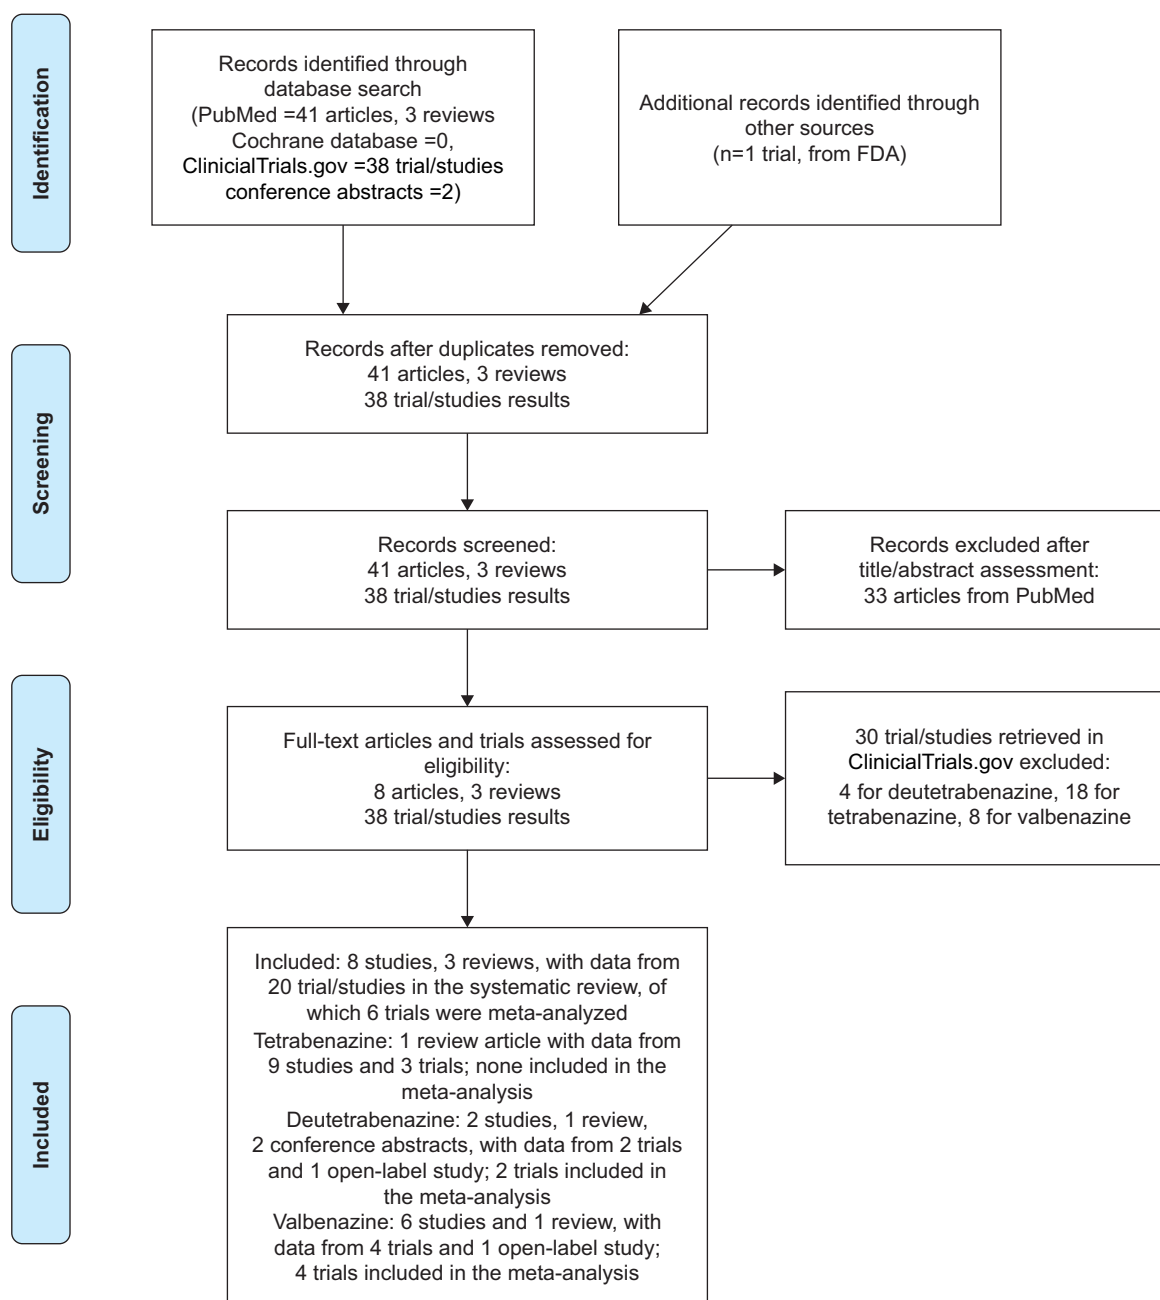 Identification
Records identified through
database search
(PubMed =41 articles, 3 reviews
Cochrane database =0,
ClinicialTrials.gov =38 trial/studies
conference abstracts =2)
Additional records identified through
other sources
(n=1 trial, from FDA)
Screening
Records after duplicates removed:
41 articles, 3 reviews
38 trial/studies results
Records screened:
41 articles, 3 reviews
38 trial/studies results
Records excluded after
title/abstract assessment:
33 articles from PubMed
Eligibility
Full-text articles and trials assessed for
eligibility:
8 articles, 3 reviews
38 trial/studies results
30 trial/studies retrieved in
ClinicialTrials.gov excluded:
4 for deutetrabenazine, 18 for
tetrabenazine, 8 for valbenazine
Included
Included: 8 studies, 3 reviews, with data from
20 trial/studies in the systematic review, of
which 6 trials were meta-analyzed
Tetrabenazine: 1 review article with data from
9 studies and 3 trials; none included in the
meta-analysis
Deutetrabenazine: 2 studies, 1 review,
2 conference abstracts, with data from 2 trials
and 1 open-label study; 2 trials included in
the meta-analysis
Valbenazine: 6 studies and 1 review, with
data from 4 trials and 1 open-label study;
4 trials included in the meta-analysis